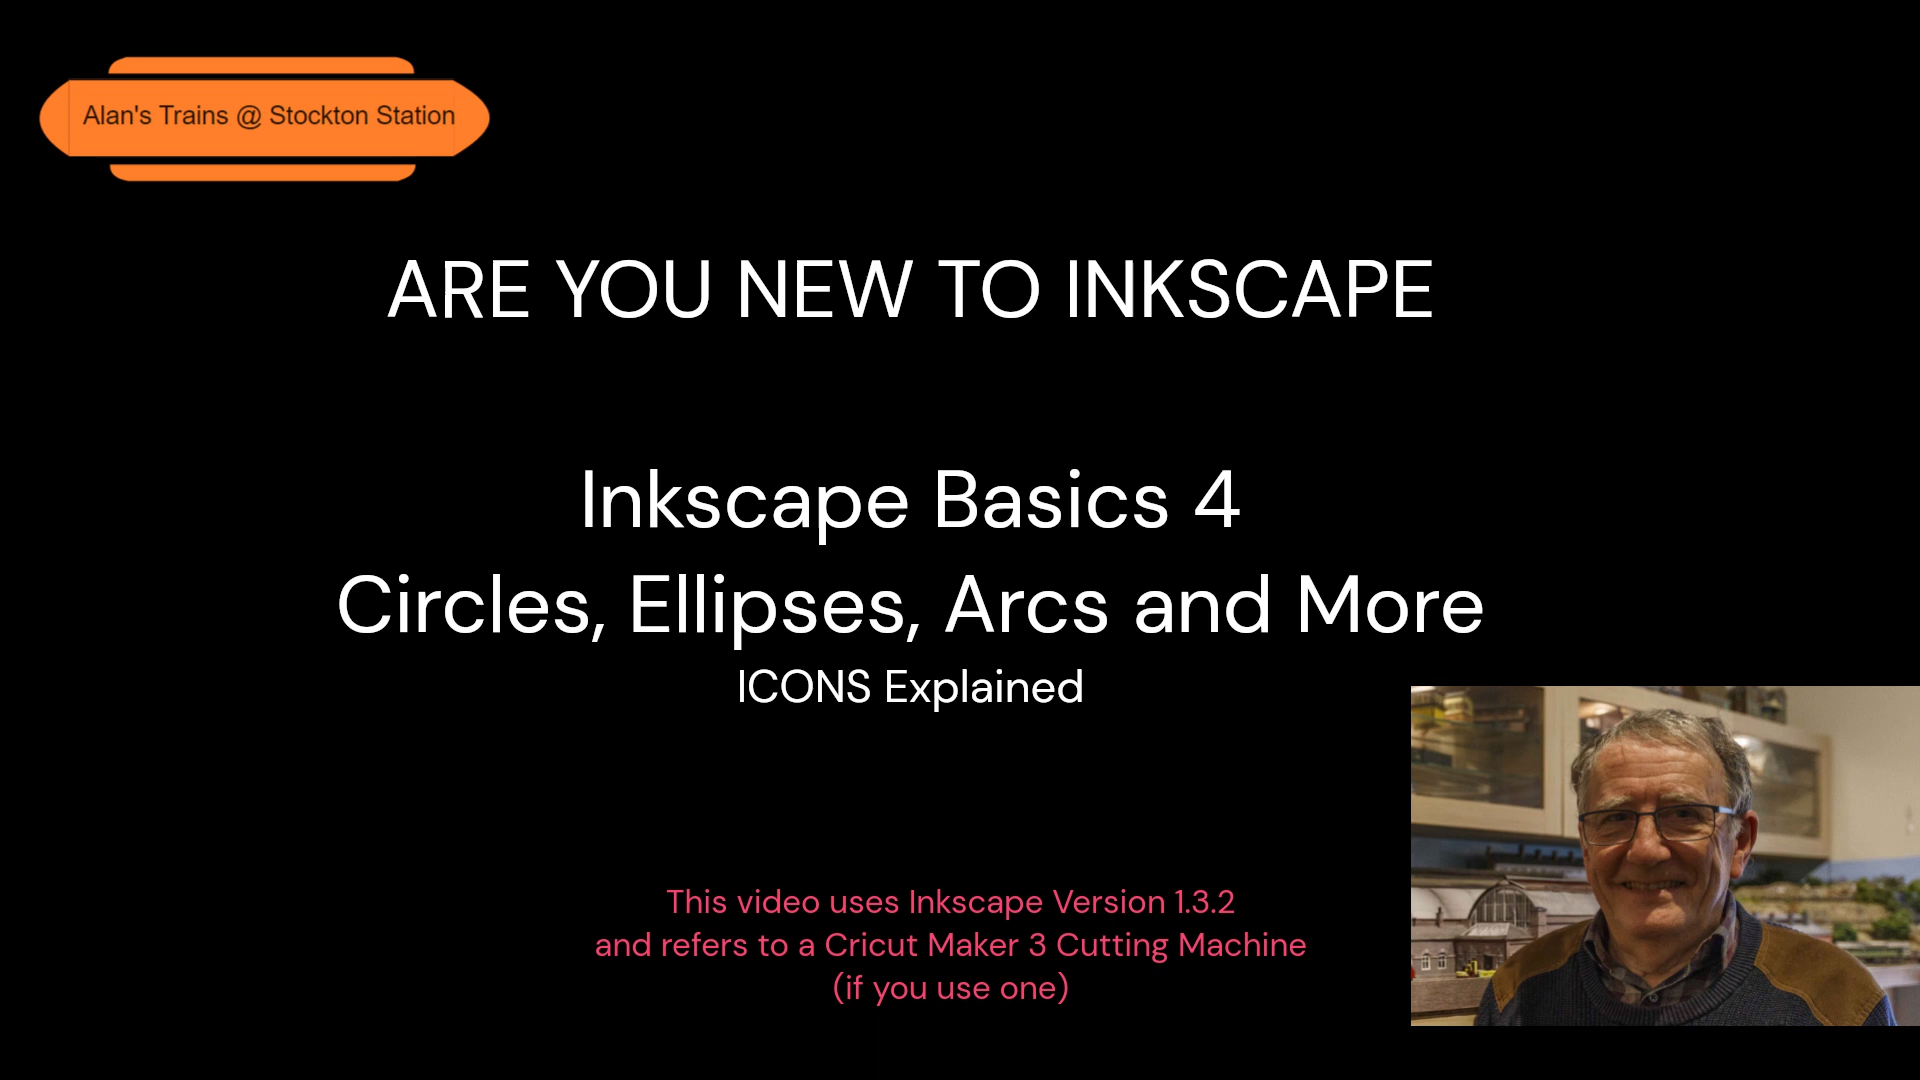 Alan's Trains @ Stockton Station
ARE YOU NEW TO INKSCAPE
Inkscape Basics 4
Circles, Ellipses, Arcs and More
ICONS Explained
This video uses Inkscape Version 1.3.2
and refers to a Cricut Maker 3 Cutting Machine
(if you use one)